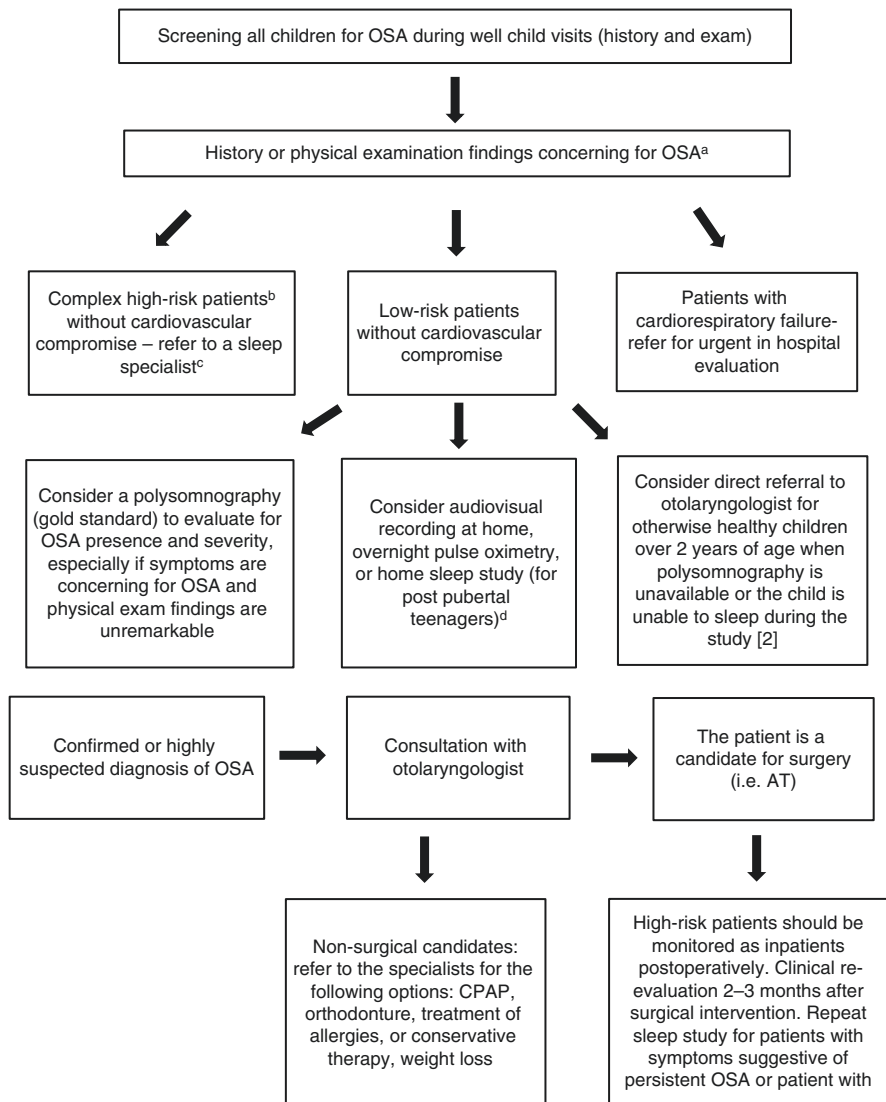 Screening all children for OSA during well child visits (history and exam)
History or physical examination findings concerning for OSAᵃ
Complex high-risk patientsᵇ
without cardiovascular
compromise – refer to a sleep
specialistᶜ
Low-risk patients
without cardiovascular
compromise
Patients with
cardiorespiratory failure-
refer for urgent in hospital
evaluation
Consider a polysomnography
(gold standard) to evaluate for
OSA presence and severity,
especially if symptoms are
concerning for OSA and
physical exam findings are
unremarkable
Consider audiovisual
recording at home,
overnight pulse oximetry,
or home sleep study (for
post pubertal
teenagers)ᵈ
Consider direct referral to
otolaryngologist for
otherwise healthy children
over 2 years of age when
polysomnography is
unavailable or the child is
unable to sleep during the
study [2]
Confirmed or highly
suspected diagnosis of OSA
Consultation with
otolaryngologist
The patient is a
candidate for surgery
(i.e. AT)
Non-surgical candidates:
refer to the specialists for the
following options: CPAP,
orthodonture, treatment of
allergies, or conservative
therapy, weight loss
High-risk patients should be
monitored as inpatients
postoperatively. Clinical re-
evaluation 2–3 months after
surgical intervention. Repeat
sleep study for patients with
symptoms suggestive of
persistent OSA or patient with